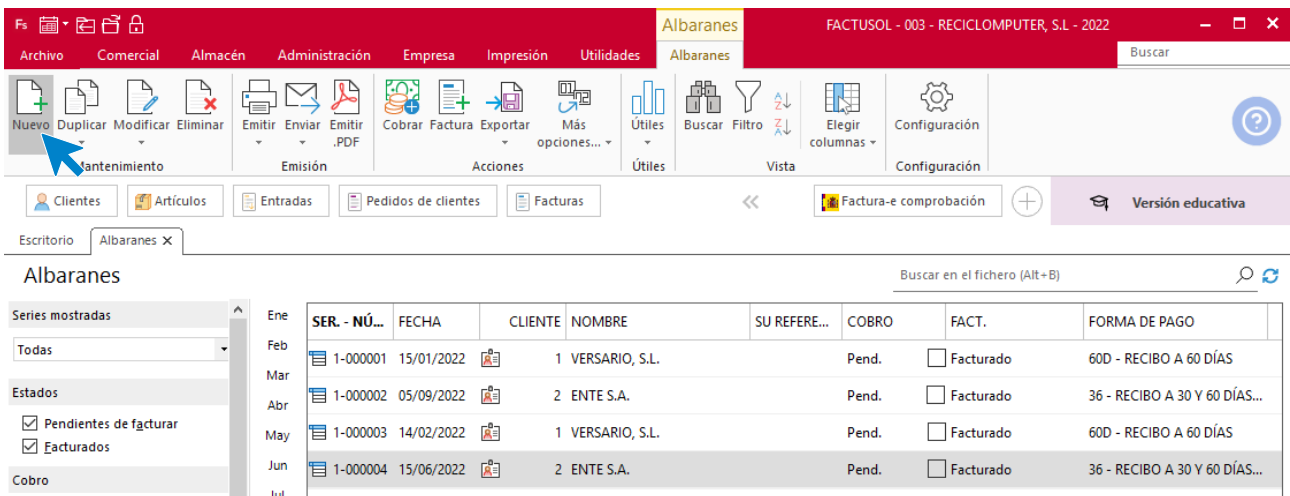 Fs Albaranes FACTUSOL - 003 - RECICLOMPUTER, S.L - 2022
Archivo Comercial Almacén Administración Empresa Impresión Utilidades Albaranes Buscar
Nuevo Duplicar Modificar Eliminar Emitir Enviar Emitir .PDF Cobrar Factura Exportar Más opciones... Útiles Buscar Filtro Elegir columnas Configuración
Mantenimiento Emisión Acciones Útiles Vista Configuración
Clientes Artículos Entradas Pedidos de clientes Facturas Factura-e comprobación Versión educativa
Escritorio Albaranes
Albaranes Buscar en el fichero (Alt+B)
Series mostradas
Todas
Estados
Pendientes de facturar
Facturados
Cobro
Ene
Feb
Mar
Abr
May
Jun
SER. - NÚ... FECHA CLIENTE NOMBRE SU REFERE... COBRO FACT. FORMA DE PAGO
1-000001 15/01/2022 1 VERSARIO, S.L. Pend. Facturado 60D - RECIBO A 60 DÍAS
1-000002 05/09/2022 2 ENTE S.A. Pend. Facturado 36 - RECIBO A 30 Y 60 DÍAS...
1-000003 14/02/2022 1 VERSARIO, S.L. Pend. Facturado 60D - RECIBO A 60 DÍAS
1-000004 15/06/2022 2 ENTE S.A. Pend. Facturado 36 - RECIBO A 30 Y 60 DÍAS...